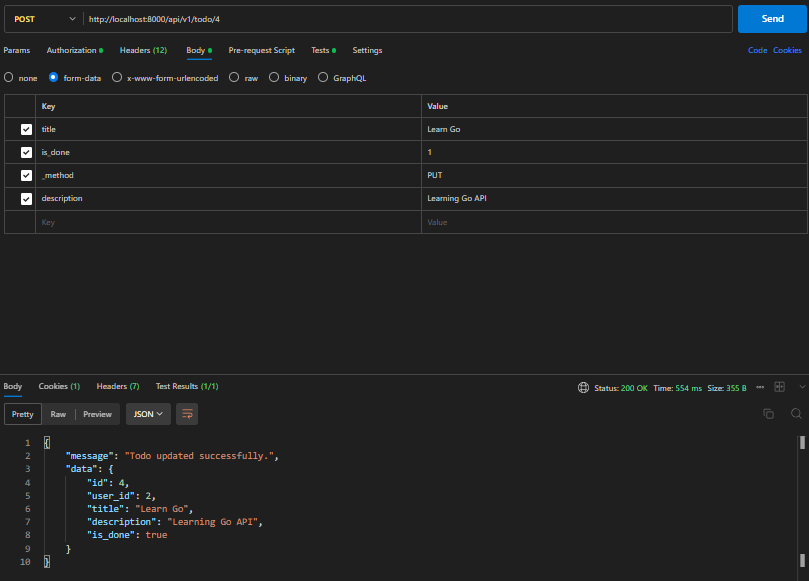 POST http://localhost:8000/api/v1/todo/4 Send
Params Authorization Headers (12) Body Pre-request Script Tests Settings Code Cookies
none form-data x-www-form-urlencoded raw binary GraphQL
Key Value
title Learn Go
is_done 1
_method PUT
description Learning Go API
Key Value
Body Cookies (1) Headers (7) Test Results (1/1) Status: 200 OK Time: 554 ms Size: 355 B
Pretty Raw Preview JSON
1 {
2 "message": "Todo updated successfully.",
3 "data": {
4 "id": 4,
5 "user_id": 2,
6 "title": "Learn Go",
7 "description": "Learning Go API",
8 "is_done": true
9 }
10 }